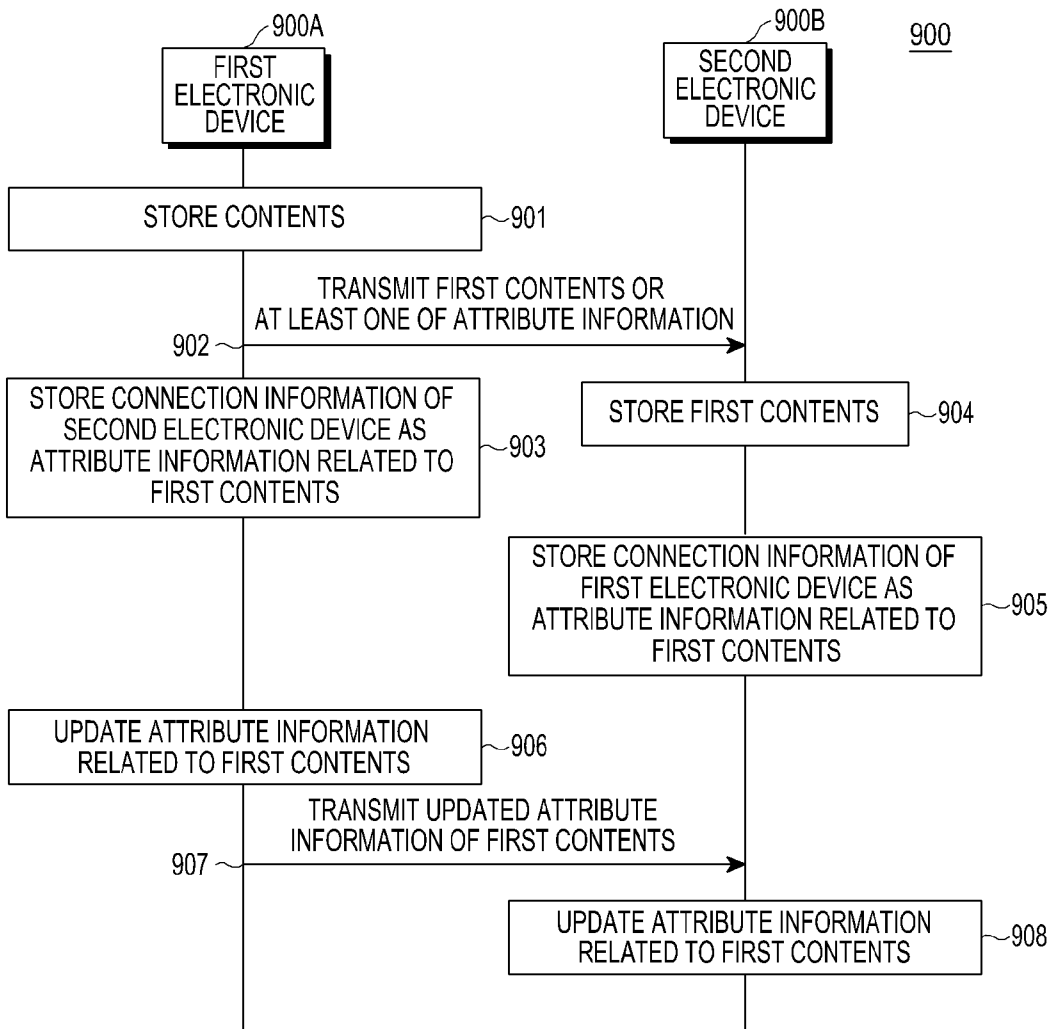 900A
900B
900
FIRST
ELECTRONIC
DEVICE
SECOND
ELECTRONIC
DEVICE
STORE CONTENTS
901
TRANSMIT FIRST CONTENTS OR
AT LEAST ONE OF ATTRIBUTE INFORMATION
902
STORE CONNECTION INFORMATION OF
SECOND ELECTRONIC DEVICE AS
ATTRIBUTE INFORMATION RELATED TO
FIRST CONTENTS
903
STORE FIRST CONTENTS
904
STORE CONNECTION INFORMATION OF
FIRST ELECTRONIC DEVICE AS
ATTRIBUTE INFORMATION RELATED TO
FIRST CONTENTS
905
UPDATE ATTRIBUTE INFORMATION
RELATED TO FIRST CONTENTS
906
TRANSMIT UPDATED ATTRIBUTE
INFORMATION OF FIRST CONTENTS
907
UPDATE ATTRIBUTE INFORMATION
RELATED TO FIRST CONTENTS
908